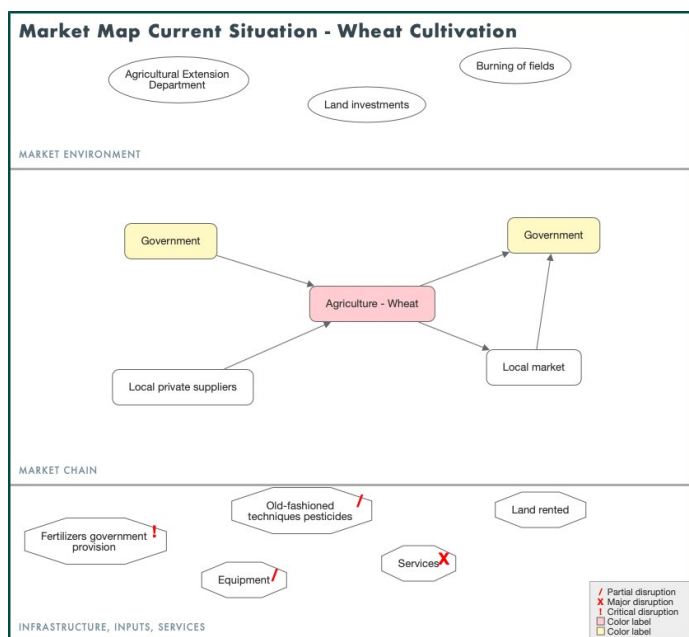 Market Map Current Situation - Wheat Cultivation
Agricultural Extension
Department
Burning of fields
Land investments
MARKET ENVIRONMENT
Government
Government
Agriculture - Wheat
Local private suppliers
Local market
MARKET CHAIN
Fertilizers government
provision
!
Old-fashioned
techniques pesticides
/
Land rented
Equipment
/
Services
X
/ Partial disruption
X Major disruption
! Critical disruption
Color label
Color label
INFRASTRUCTURE, INPUTS, SERVICES